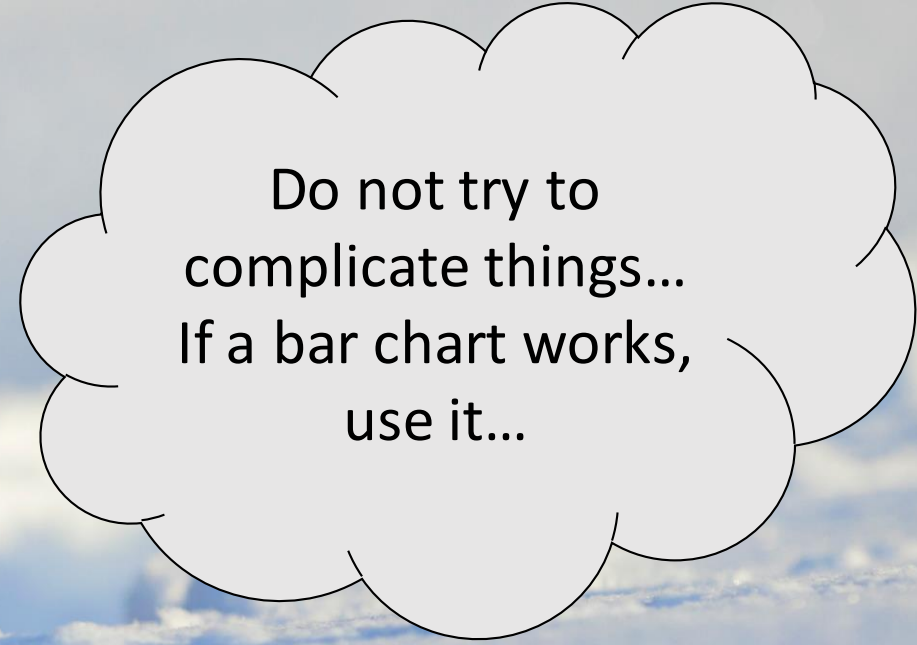 Do not try to
complicate things…
If a bar chart works,
use it…